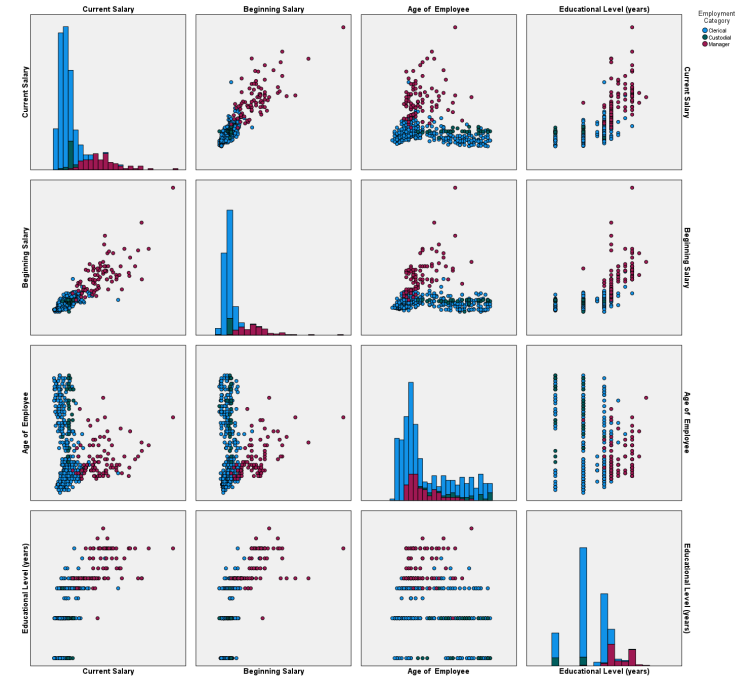 Current Salary
Beginning Salary
Age of Employee
Educational Level (years)
Employment
Category
Clerical
Custodial
Manager
Current Salary
Current Salary
Beginning Salary
Beginning Salary
Age of Employee
Age of Employee
Educational Level (years)
Educational Level (years)
Current Salary
Beginning Salary
Age of Employee
Educational Level (years)